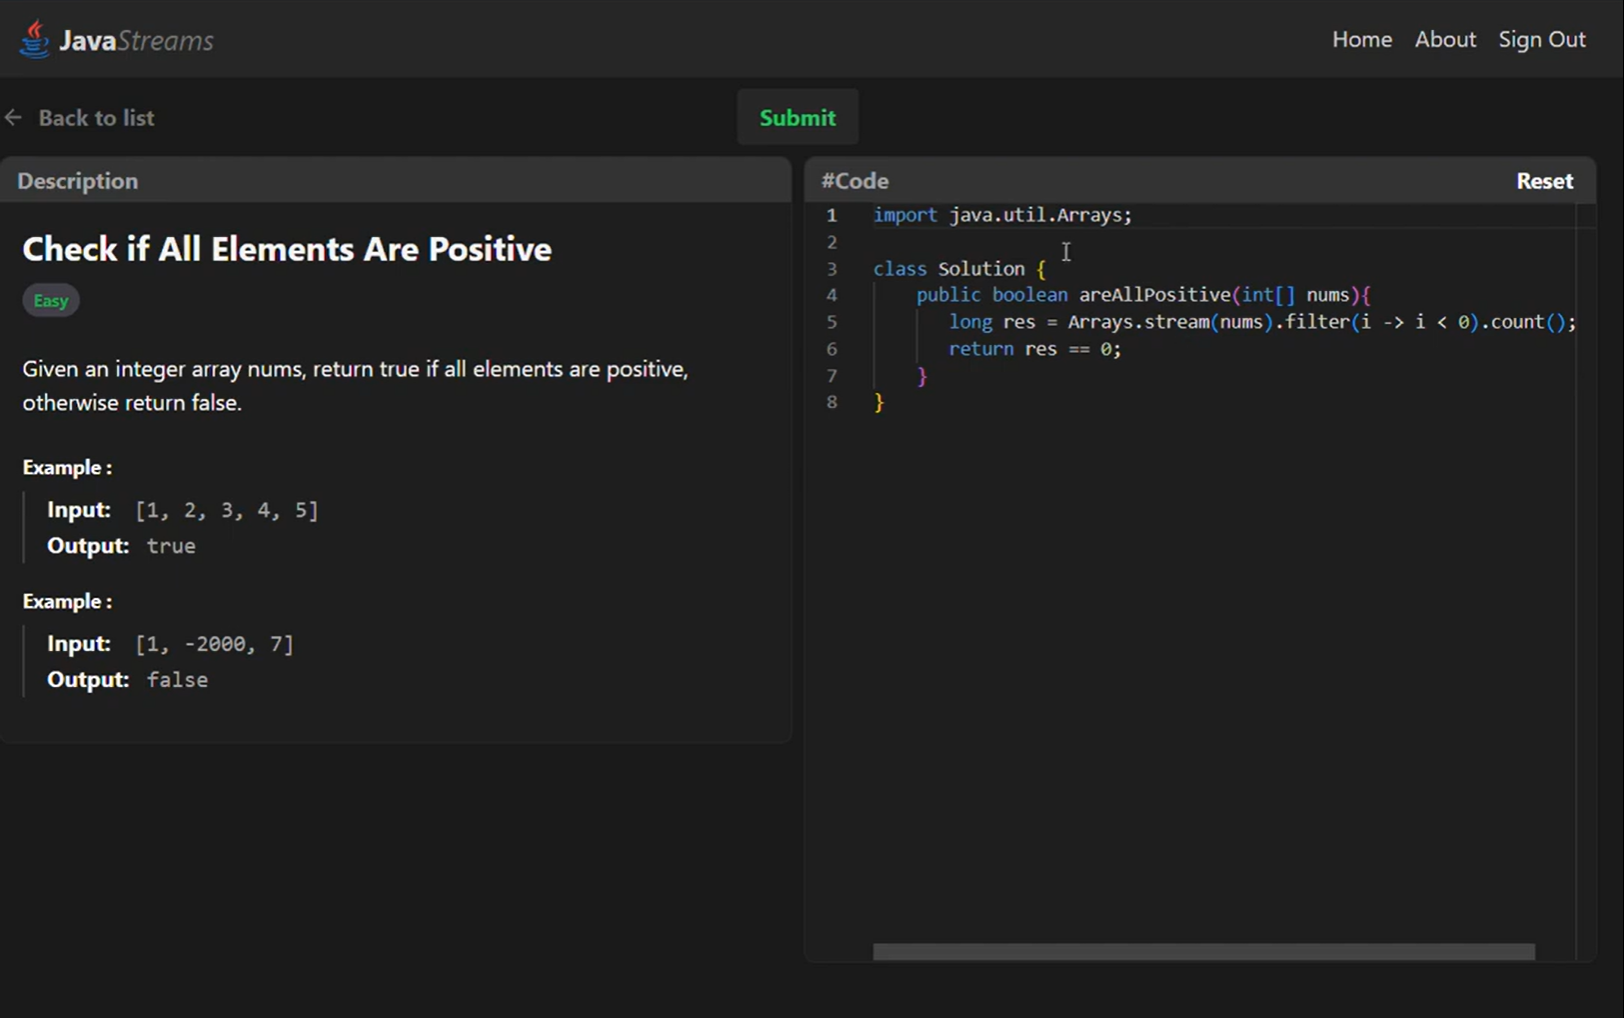 JavaStreams
Home About Sign Out
← Back to list
Submit
Description
Check if All Elements Are Positive
Easy
Given an integer array nums, return true if all elements are positive,
otherwise return false.
Example :
Input: [1, 2, 3, 4, 5]
Output: true
Example :
Input: [1, -2000, 7]
Output: false
#Code
Reset
1 import java.util.Arrays;
2
3 class Solution {
4     public boolean areAllPositive(int[] nums){
5        long res = Arrays.stream(nums).filter(i -> i < 0).count();
6        return res == 0;
7     }
8 }